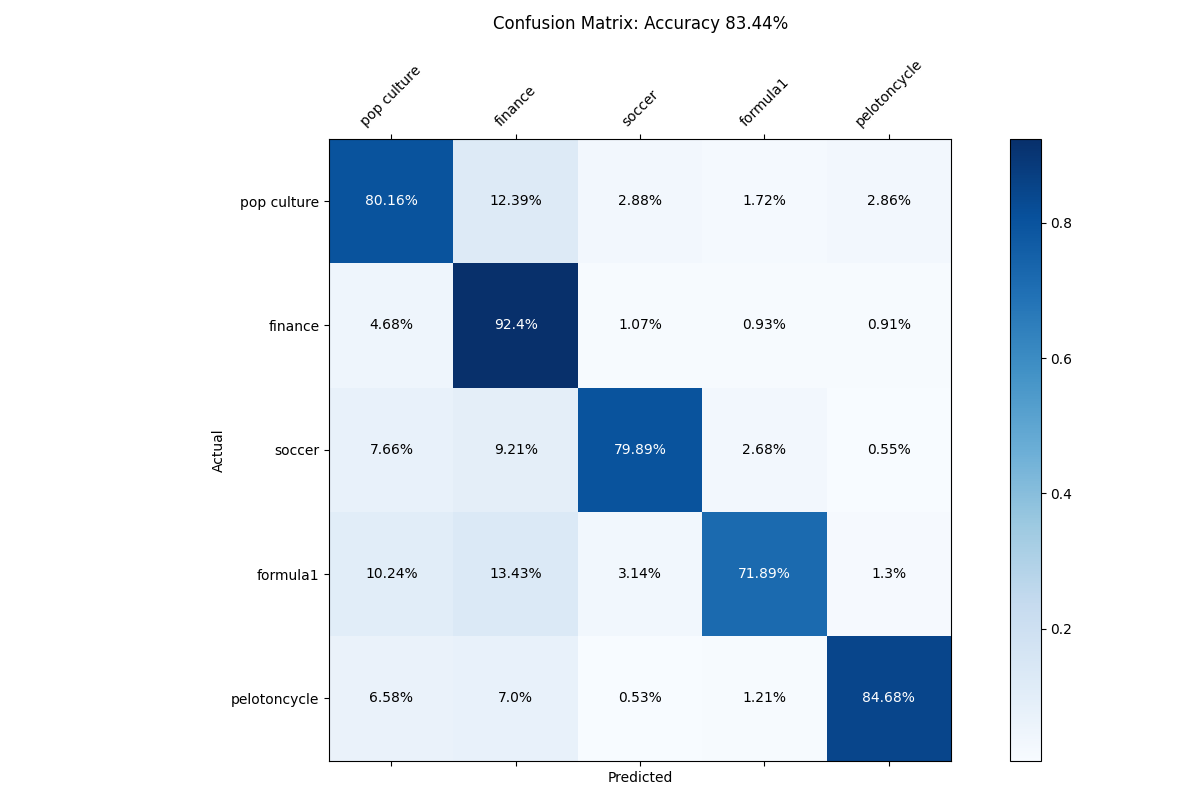 Confusion Matrix: Accuracy 83.44%
pop culture finance soccer formula1 pelotoncycle
pop culture 80.16% 12.39% 2.88% 1.72% 2.86%
0.8
finance 4.68% 92.4% 1.07% 0.93% 0.91%
0.6
Actual
soccer 7.66% 9.21% 79.89% 2.68% 0.55%
0.4
formula1 10.24% 13.43% 3.14% 71.89% 1.3%
0.2
pelotoncycle 6.58% 7.0% 0.53% 1.21% 84.68%
Predicted